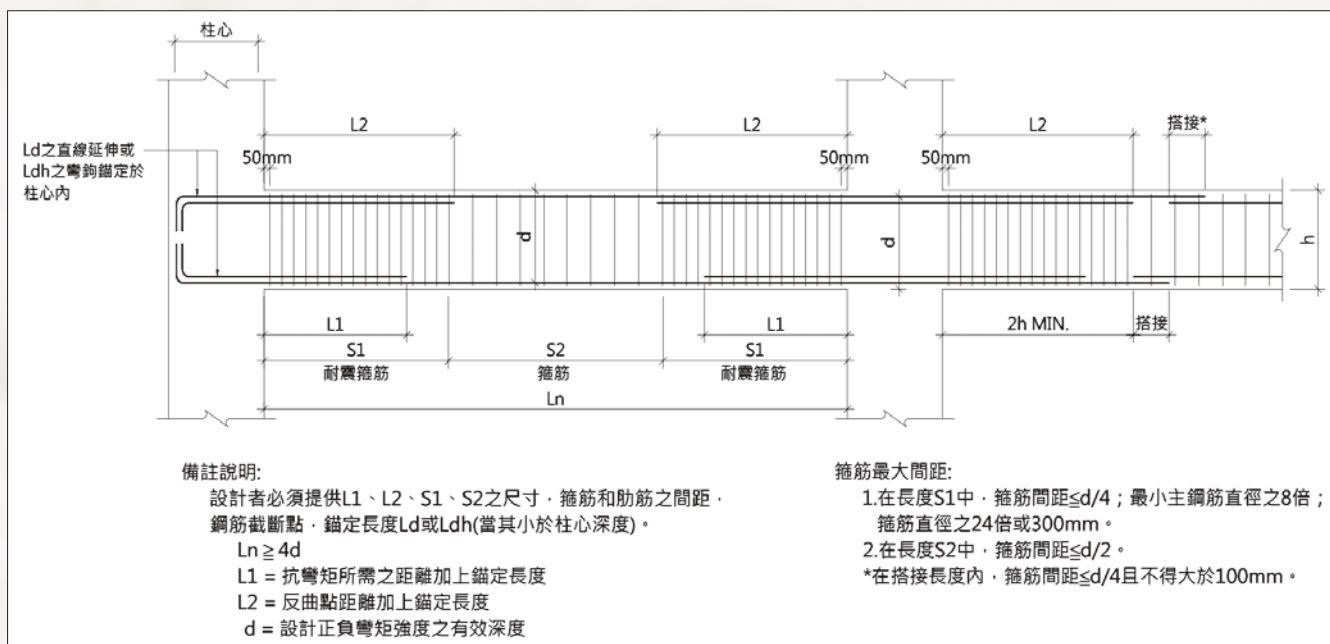 柱心
L2
L2
L2
搭接*
Ld之直線延伸或
Ldh之彎鉤錨定於
柱心內
50mm
50mm
50mm
d
d
h
L1
L1
2h MIN.
搭接
S1
S2
S1
耐震箍筋
箍筋
耐震箍筋
Ln
備註說明:
設計者必須提供L1、L2、S1、S2之尺寸，箍筋和肋筋之間距，
鋼筋截斷點，錨定長度Ld或Ldh(當其小於柱心深度)。
Ln≧4d
L1 = 抗彎矩所需之距離加上錨定長度
L2 = 反曲點距離加上錨定長度
d = 設計正負彎矩強度之有效深度
箍筋最大間距:
1.在長度S1中，箍筋間距≦d/4；最小主鋼筋直徑之8倍；
箍筋直徑之24倍或300mm。
2.在長度S2中，箍筋間距≦d/2。
*在搭接長度內，箍筋間距≦d/4且不得大於100mm。